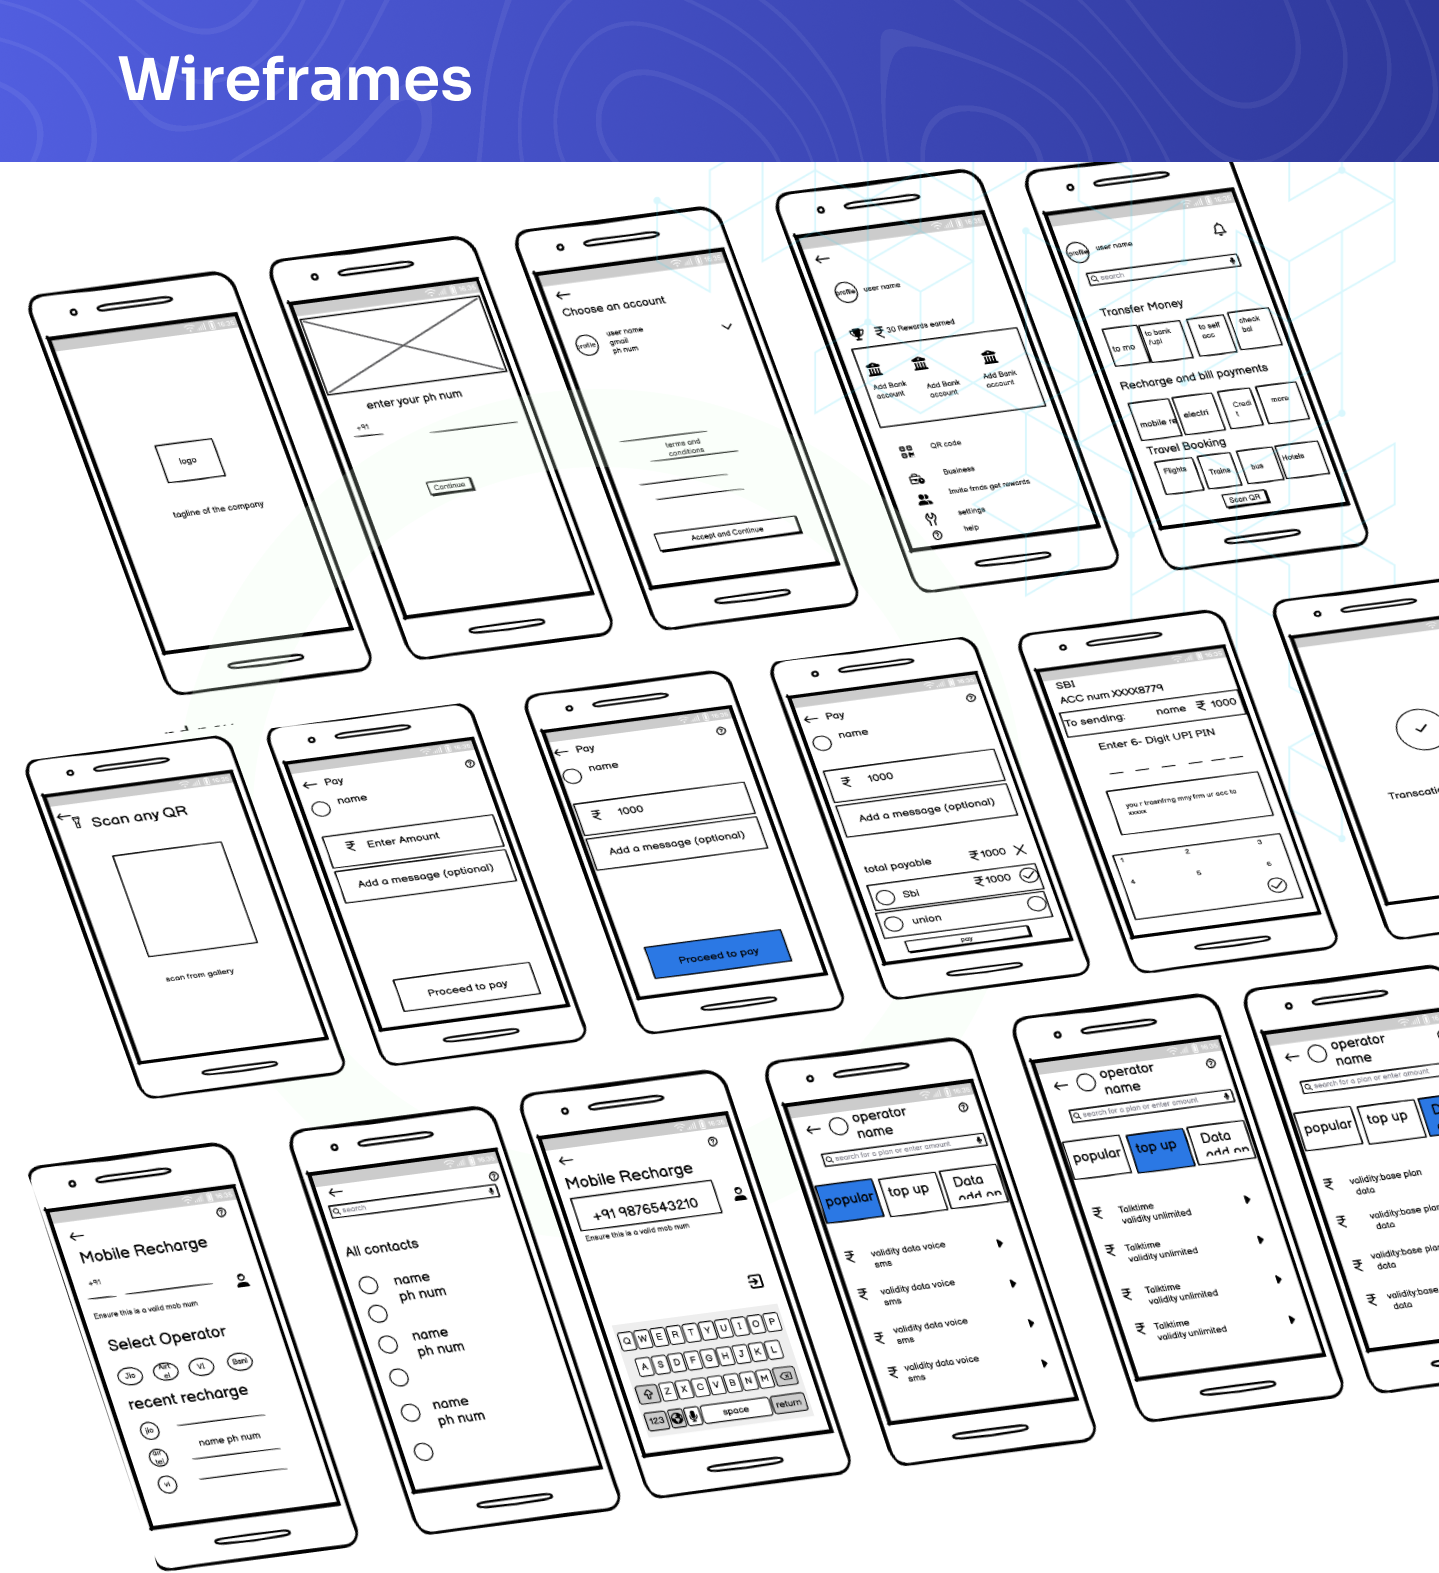 Wireframes
logo
tagline of the company
enter your ph num
+91
Continue
Choose an account
profile
user name
gmail
ph num
terms and
conditions
Accept and Continue
profile
user name
₹ 30 Rewards earned
Add Bank
account
Add Bank
account
Add Bank
account
QR code
Business
Invite frnds get rewards
settings
help
profile
user name
search
Transfer Money
to mo
to bank
/upi
to self
acc
check
bal
Recharge and bill payments
mobile re
electri
Credi
t
more
Travel Booking
Flights
Trains
bus
Hotels
Scan QR
Scan any QR
scan from gallery
Pay
name
₹ Enter Amount
Add a message (optional)
Proceed to pay
Pay
name
₹ 1000
Add a message (optional)
Proceed to pay
Pay
name
₹ 1000
Add a message (optional)
total payable ₹1000
Sbi ₹1000
union
pay
SBI
ACC num XXXX8779
To sending: name ₹ 1000
Enter 6- Digit UPI PIN
you r trasnfrng mny frm ur acc to
xxxxx
1 2 3
4 5 6
Transcati
Mobile Recharge
+91
Ensure this is a valid mob num
Select Operator
Jio
Airt
el
VI
Bsnl
recent recharge
jio
air
tel
vi
name ph num
search
All contacts
name
ph num
name
ph num
name
ph num
Mobile Recharge
+91 9876543210
Ensure this is a valid mob num
Q W E R T Y U I O P
A S D F G H J K L
Z X C V B N M
123 space return
operator
name
search for a plan or enter amount
popular
top up
Data
add on
₹ validity data voice
sms
₹ validity data voice
sms
₹ validity data voice
sms
₹ validity data voice
sms
operator
name
search for a plan or enter amount
popular
top up
Data
add on
₹ Talktime
validity unlimited
₹ Talktime
validity unlimited
₹ Talktime
validity unlimited
₹ Talktime
validity unlimited
operator
name
search for a plan or enter amount
popular
top up
₹ validity:base plan
data
₹ validity:base plan
data
₹ validity:base plan
data
₹ validity:base
data